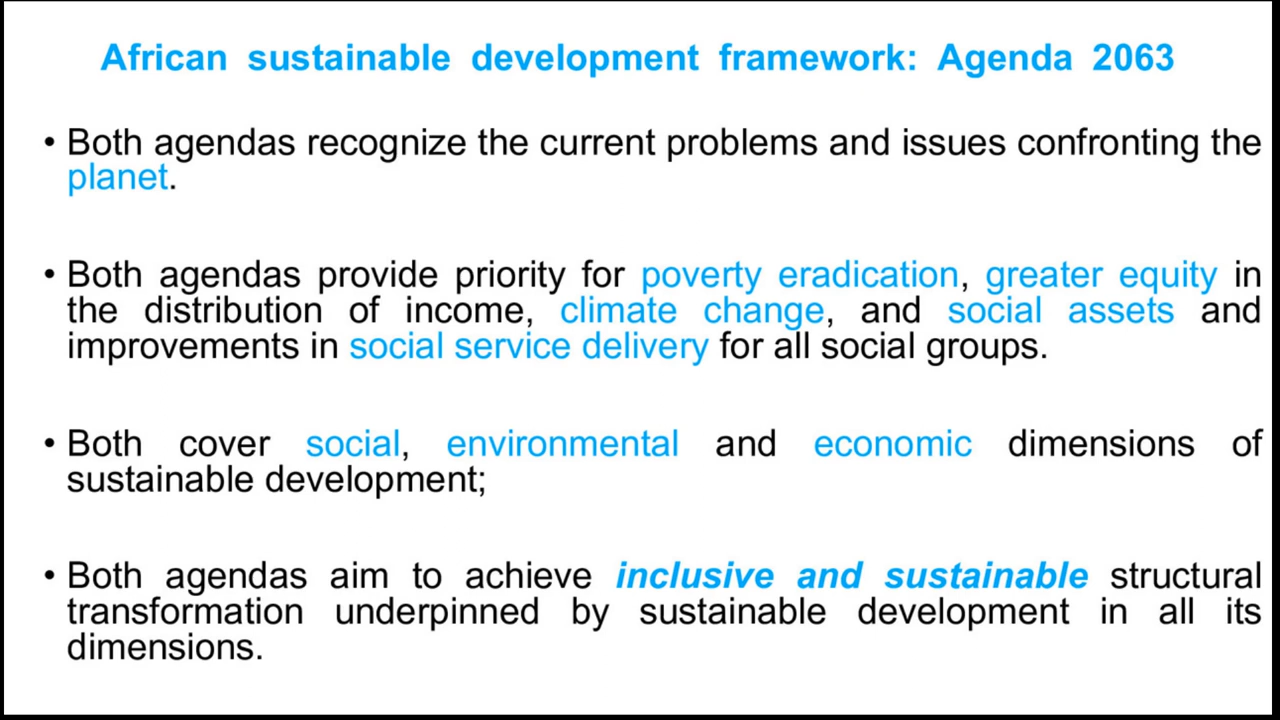 African sustainable development framework: Agenda 2063
• Both agendas recognize the current problems and issues confronting the
planet.
• Both agendas provide priority for poverty eradication, greater equity in
the distribution of income, climate change, and social assets and
improvements in social service delivery for all social groups.
• Both cover social, environmental and economic dimensions of
sustainable development;
• Both agendas aim to achieve inclusive and sustainable structural
transformation underpinned by sustainable development in all its
dimensions.